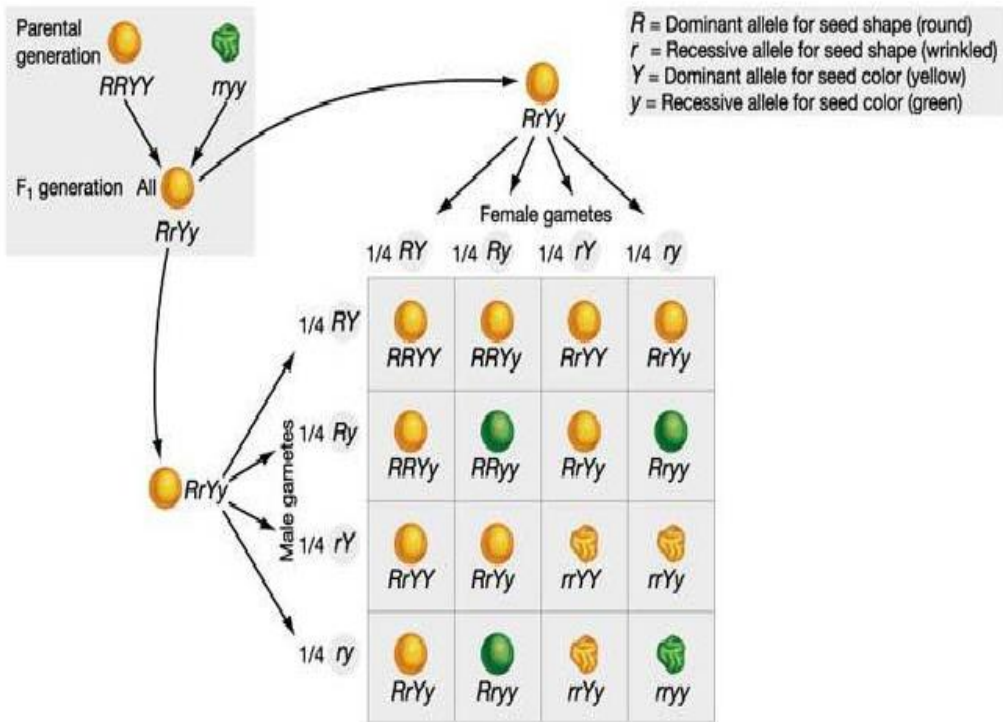 Parental
generation
RRYY
rryy
F1 generation
All
RrYy
R = Dominant allele for seed shape (round)
r = Recessive allele for seed shape (wrinkled)
Y = Dominant allele for seed color (yellow)
y = Recessive allele for seed color (green)
RrYy
Female gametes
1/4 RY 1/4 Ry 1/4 rY 1/4 ry
RrYy
Male gametes
1/4 RY
RRYY RRYy RrYY RrYy
1/4 Ry
RRYy RRyy RrYy Rryy
1/4 rY
RrYY RrYy rrYY rrYy
1/4 ry
RrYy Rryy rrYy rryy